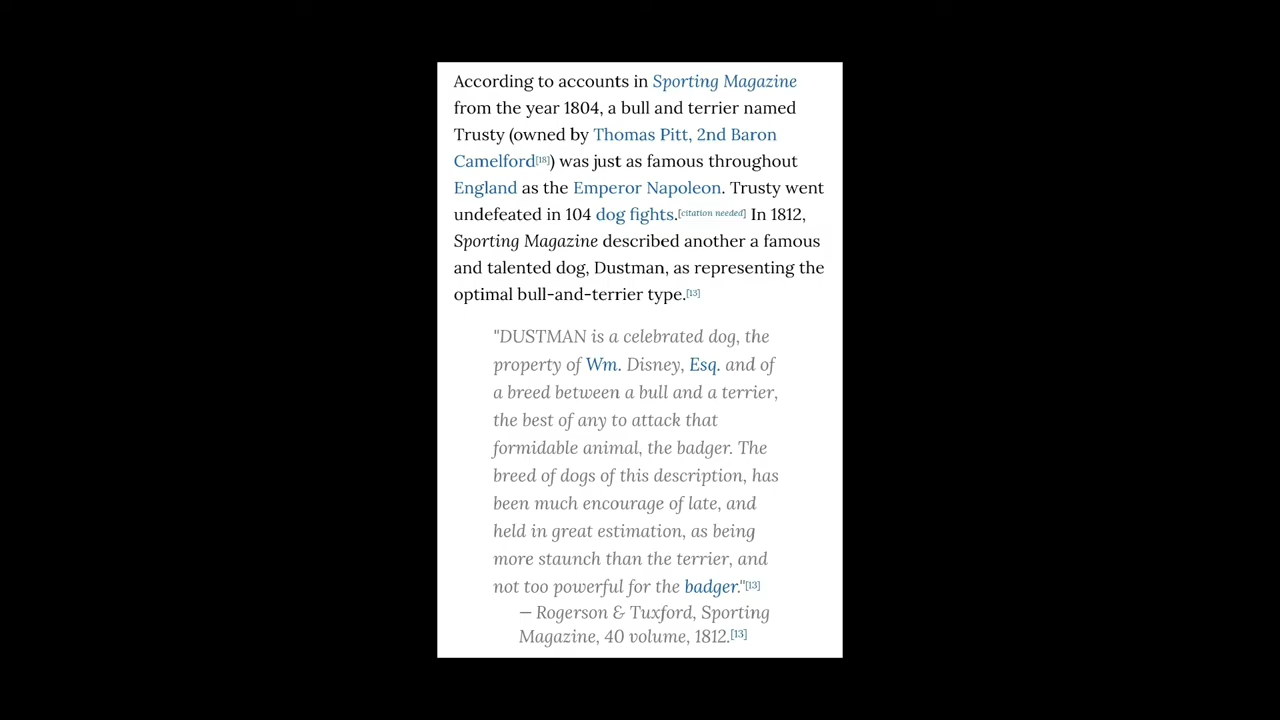 According to accounts in Sporting Magazine
from the year 1804, a bull and terrier named
Trusty (owned by Thomas Pitt, 2nd Baron
Camelford[18]) was just as famous throughout
England as the Emperor Napoleon. Trusty went
undefeated in 104 dog fights.[citation needed] In 1812,
Sporting Magazine described another a famous
and talented dog, Dustman, as representing the
optimal bull-and-terrier type.[13]
"DUSTMAN is a celebrated dog, the
property of Wm. Disney, Esq. and of
a breed between a bull and a terrier,
the best of any to attack that
formidable animal, the badger. The
breed of dogs of this description, has
been much encourage of late, and
held in great estimation, as being
more staunch than the terrier, and
not too powerful for the badger."[13]
— Rogerson & Tuxford, Sporting
Magazine, 40 volume, 1812.[13]